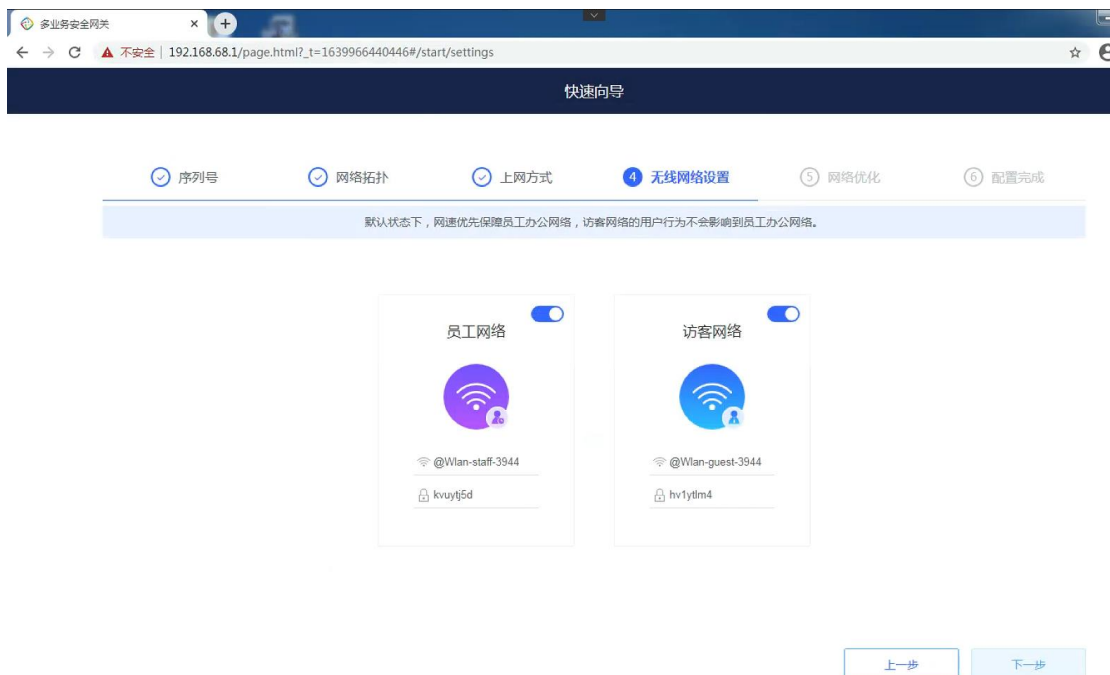 多业务安全网关
不安全 | 192.168.68.1/page.html?_t=1639966440446#/start/settings
快速向导
序列号 网络拓扑 上网方式 4 无线网络设置 5 网络优化 6 配置完成
默认状态下，网速优先保障员工办公网络，访客网络的用户行为不会影响到员工办公网络。
员工网络
@Wlan-staff-3944
kvuytj5d
访客网络
@Wlan-guest-3944
hv1ytlm4
上一步 下一步